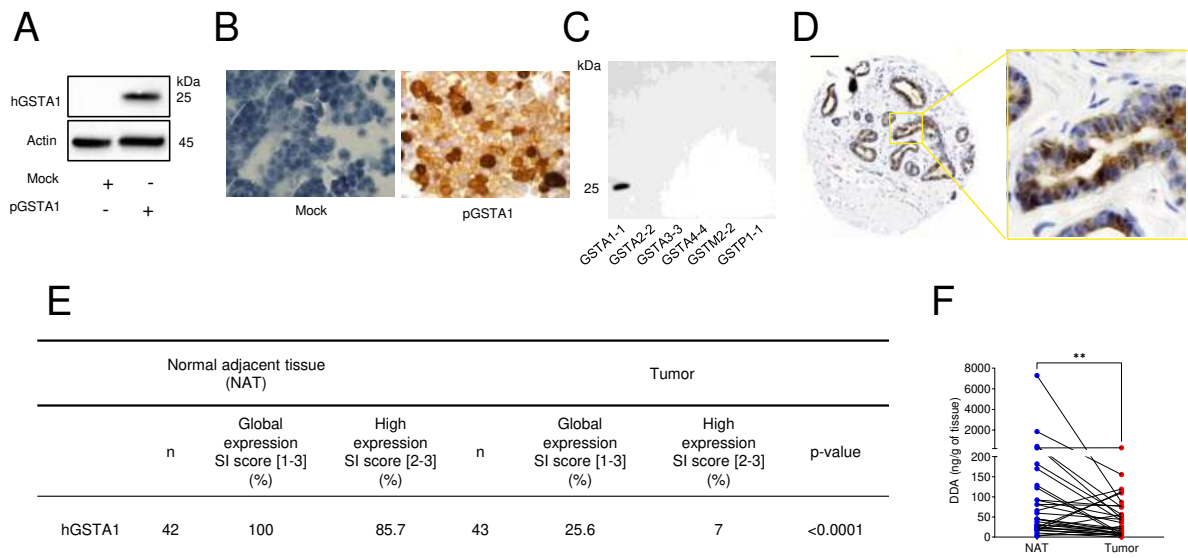 A
kDa
hGSTA1
25
Actin
45
Mock
+
-
pGSTA1
-
+
B
Mock
pGSTA1
C
kDa
25
GSTA1-1
GSTA2-2
GSTA3-3
GSTA4-4
GSTM2-2
GSTP1-1
D
E
Normal adjacent tissue
(NAT)
Tumor
n
Global
expression
SI score [1-3]
(%)
High
expression
SI score [2-3]
(%)
n
Global
expression
SI score [1-3]
(%)
High
expression
SI score [2-3]
(%)
p-value
hGSTA1 42 100 85.7 43 25.6 7 <0.0001
F
**
DDA (ng/g of tissue)
8000
6000
4000
2000
200
150
100
50
0
NAT Tumor